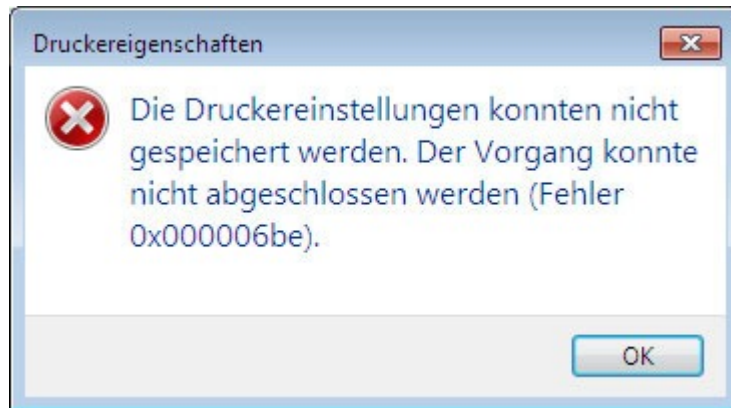 Druckereigenschaften
Die Druckereinstellungen konnten nicht
gespeichert werden. Der Vorgang konnte
nicht abgeschlossen werden (Fehler
0x000006be).
OK